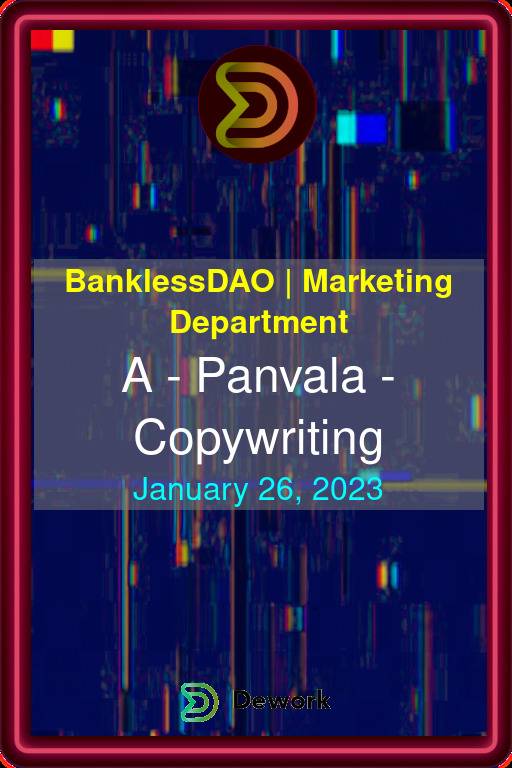 BanklessDAO | Marketing
Department
A - Panvala -
Copywriting
January 26, 2023
Dework